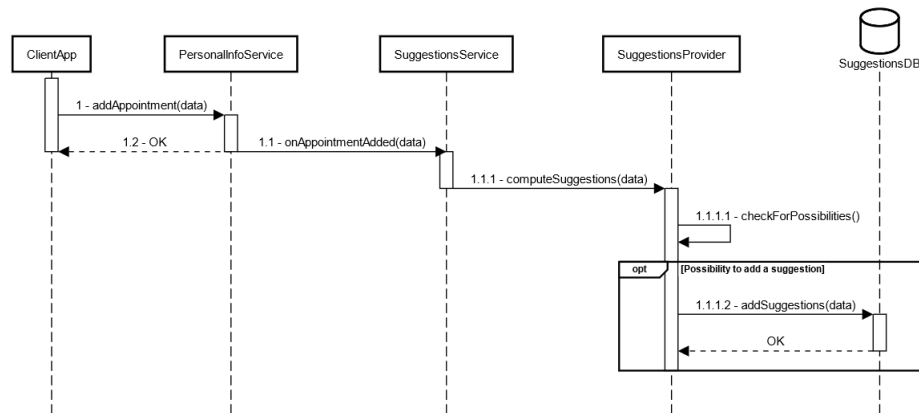 ClientApp
PersonalInfoService
SuggestionsService
SuggestionsProvider
SuggestionsDB
1 - addAppointment(data)
1.2 - OK
1.1 - onAppointmentAdded(data)
1.1.1 - computeSuggestions(data)
1.1.1.1 - checkForPossibilities()
opt
[Possibility to add a suggestion]
1.1.1.2 - addSuggestions(data)
OK